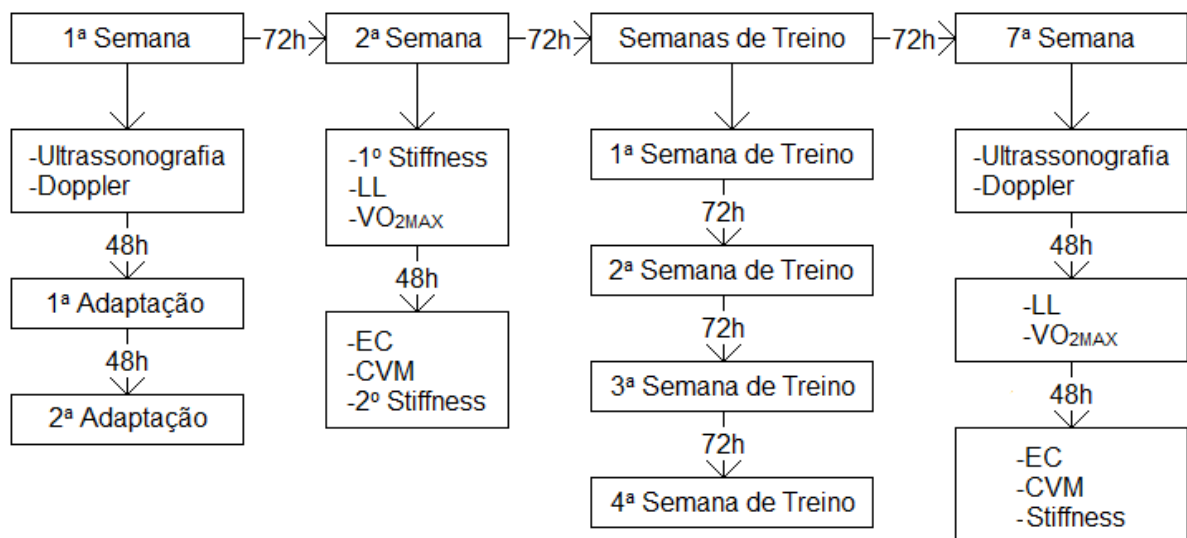 1ª Semana
72h
2ª Semana
72h
Semanas de Treino
72h
7ª Semana
-Ultrassonografia
-Doppler
48h
1ª Adaptação
48h
2ª Adaptação
-1º Stiffness
-LL
-VO2MAX
48h
-EC
-CVM
-2º Stiffness
1ª Semana de Treino
72h
2ª Semana de Treino
72h
3ª Semana de Treino
72h
4ª Semana de Treino
-Ultrassonografia
-Doppler
48h
-LL
-VO2MAX
48h
-EC
-CVM
-Stiffness